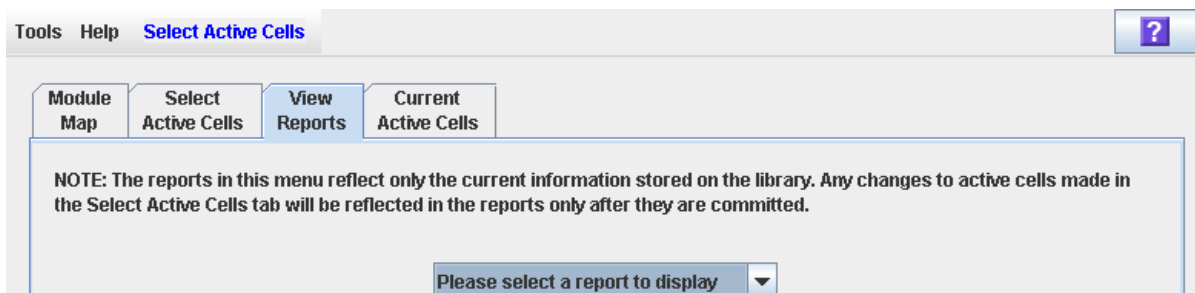 Tools Help Select Active Cells ?
Module Map Select Active Cells View Reports Current Active Cells
NOTE: The reports in this menu reflect only the current information stored on the library. Any changes to active cells made in
the Select Active Cells tab will be reflected in the reports only after they are committed.
Please select a report to display